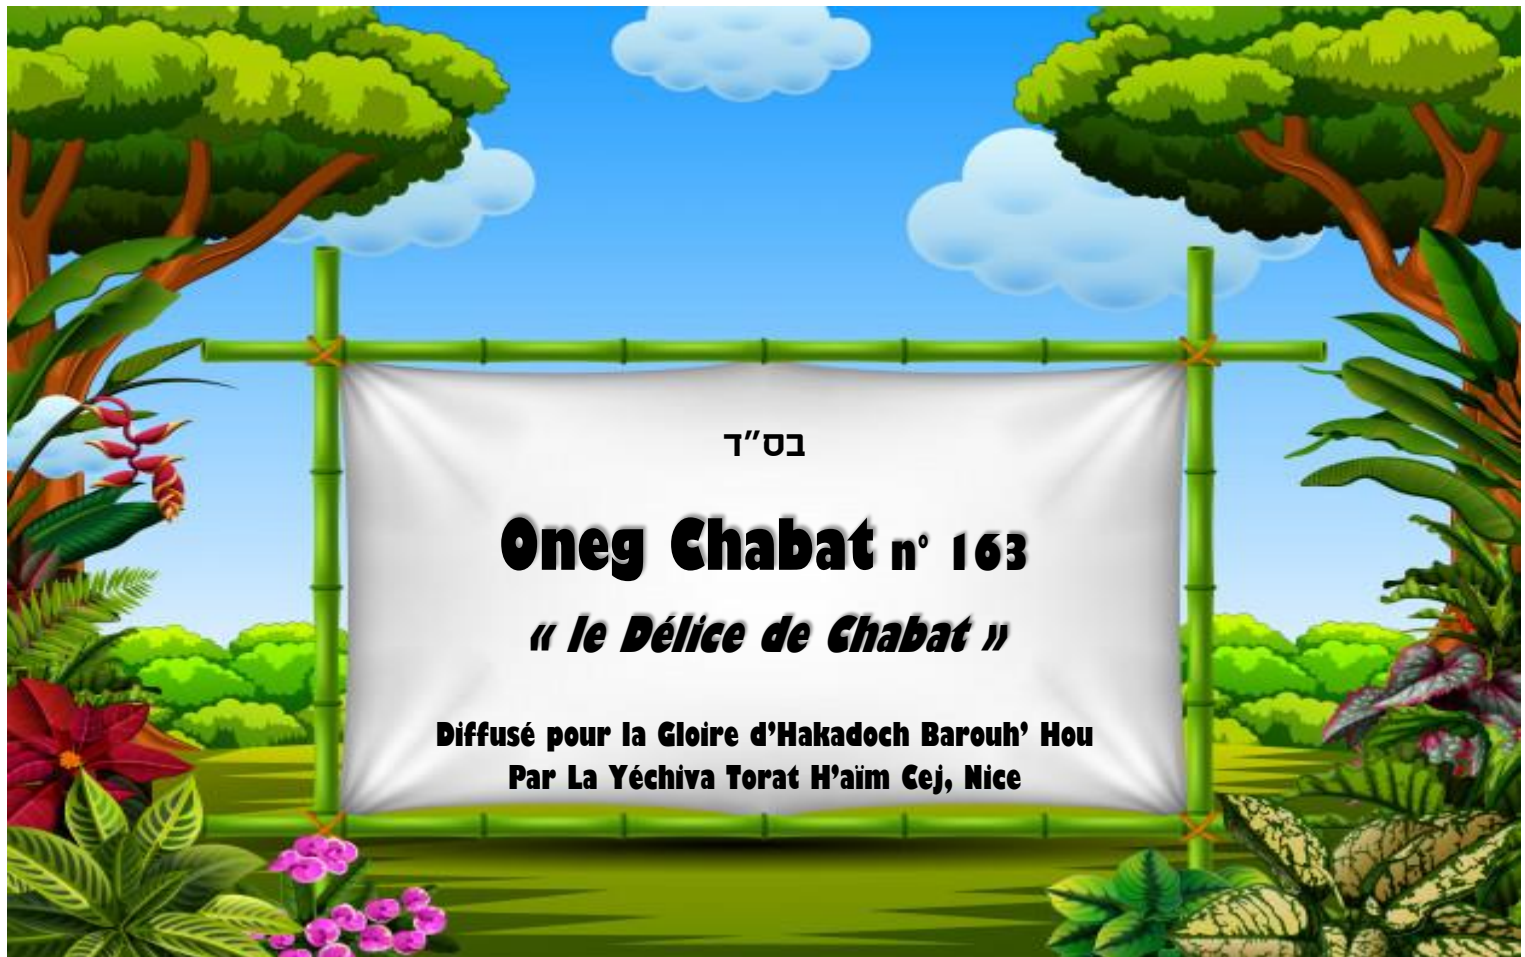 בס״ד
Oneg Chabat n° 163
« le Délice de Chabat »
Diffusé pour la Gloire d’Hakadoch Barouh’ Hou
Par La Yéchiva Torat H’aïm Cej, Nice